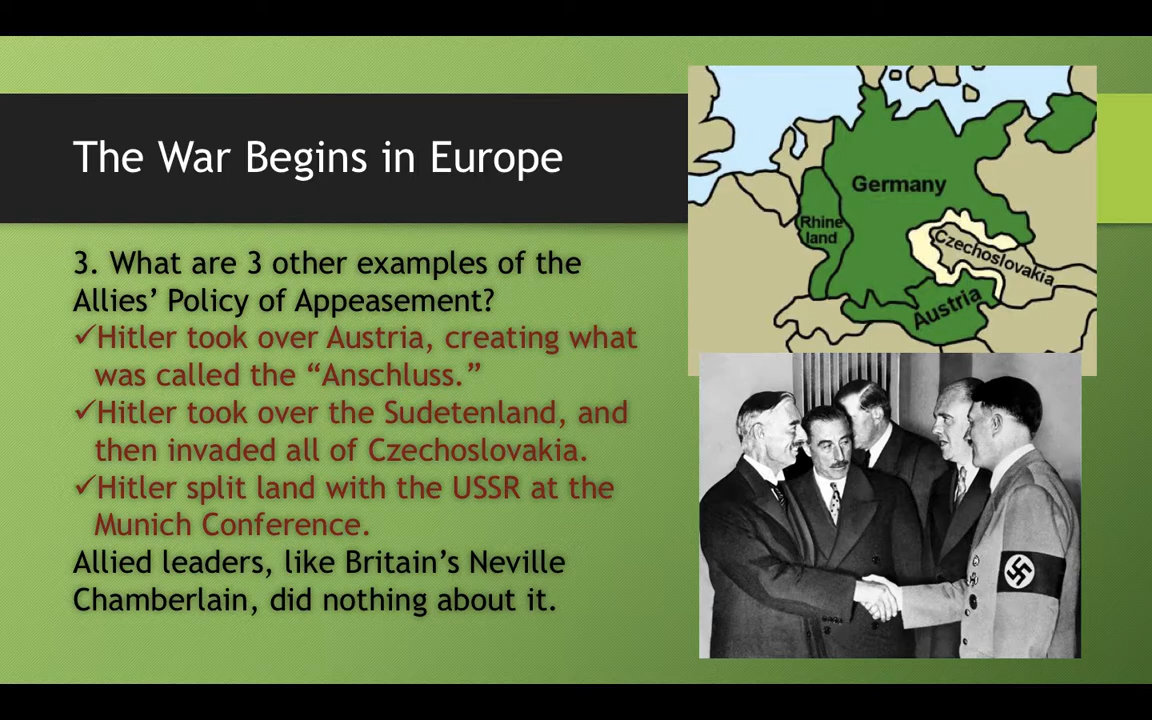 The War Begins in Europe
3. What are 3 other examples of the
Allies’ Policy of Appeasement?
✓Hitler took over Austria, creating what
was called the “Anschluss.”
✓Hitler took over the Sudetenland, and
then invaded all of Czechoslovakia.
✓Hitler split land with the USSR at the
Munich Conference.
Allied leaders, like Britain’s Neville
Chamberlain, did nothing about it.
Germany
Rhine
land
Czechoslovakia
Austria